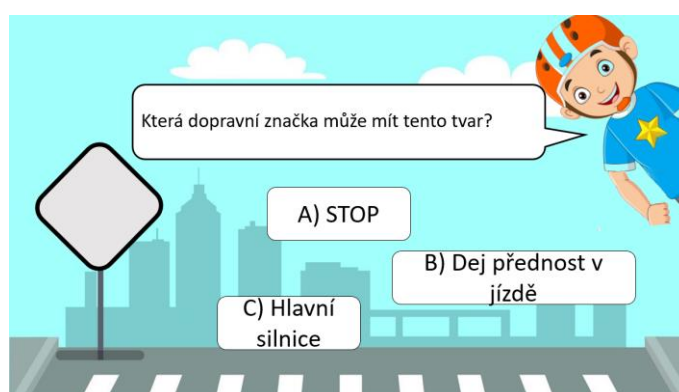 Která dopravní značka může mít tento tvar?
A) STOP
B) Dej přednost v
jízdě
C) Hlavní
silnice